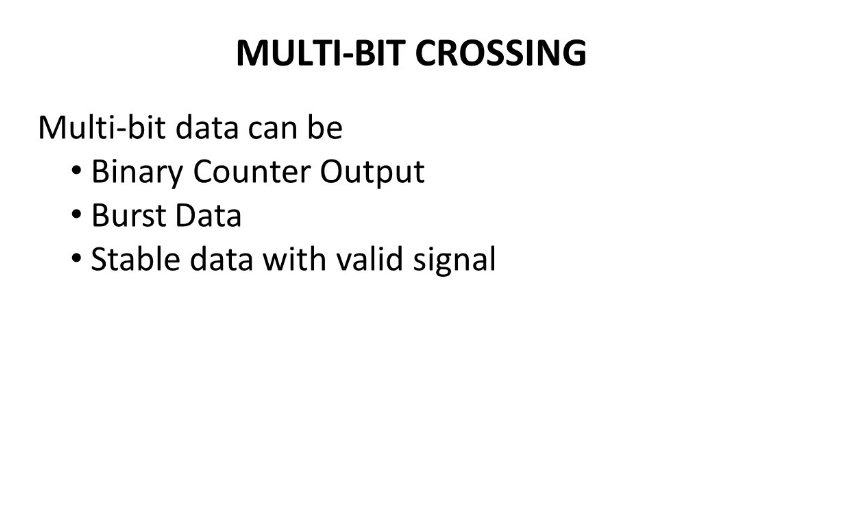 MULTI-BIT CROSSING
Multi-bit data can be
• Binary Counter Output
• Burst Data
• Stable data with valid signal